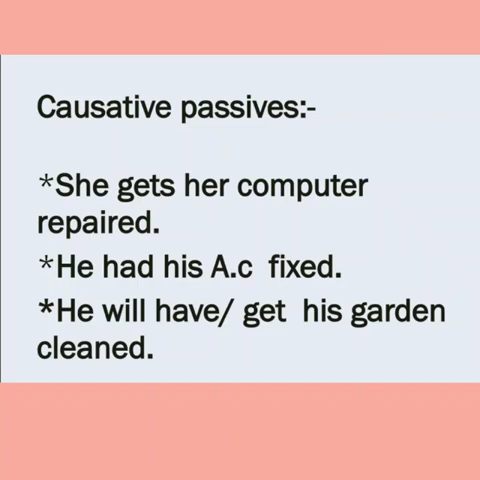 Causative passives:-
*She gets her computer
repaired.
*He had his A.c fixed.
*He will have/ get his garden
cleaned.